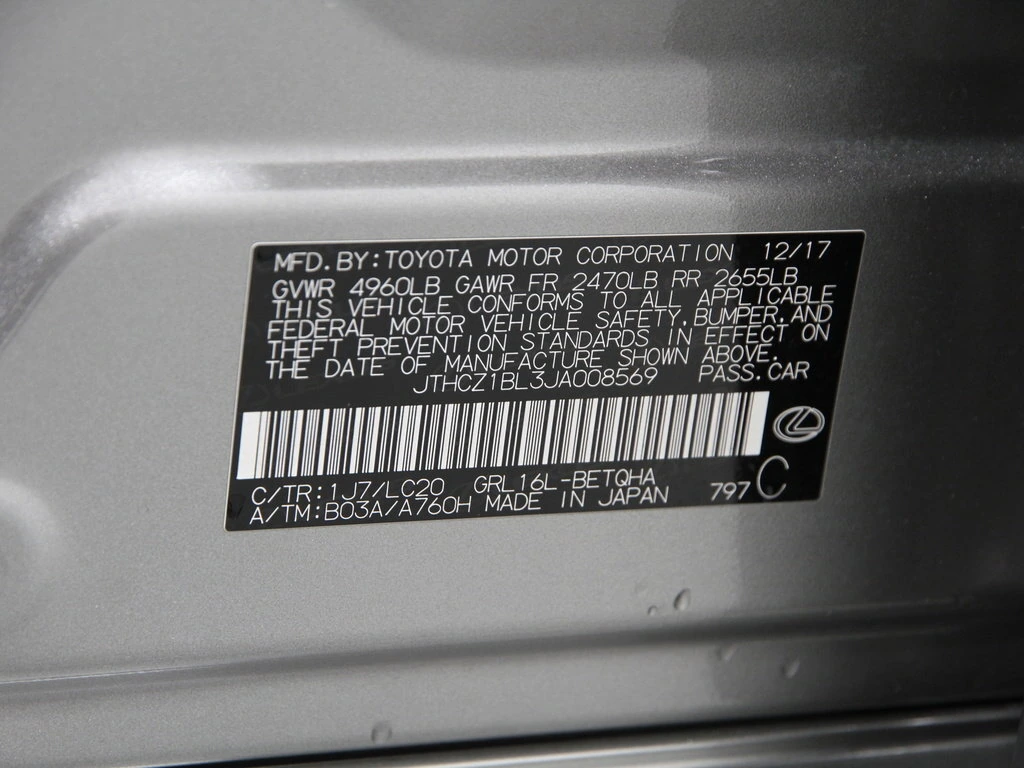 MFD.BY:TOYOTA MOTOR CORPORATION 12/17
GVWR 4960LB GAWR FR 2470LB RR 2655LB
THIS VEHICLE CONFORMS TO ALL APPLICABLE
FEDERAL MOTOR VEHICLE SAFETY,BUMPER,AND
THEFT PREVENTION STANDARDS IN EFFECT ON
THE DATE OF MANUFACTURE SHOWN ABOVE.
JTHCZ1BL3JA008569 PASS.CAR
C/TR:1J7/LC20 GRL16L-BETQHA
A/TM:B03A/A760H MADE IN JAPAN 797 C